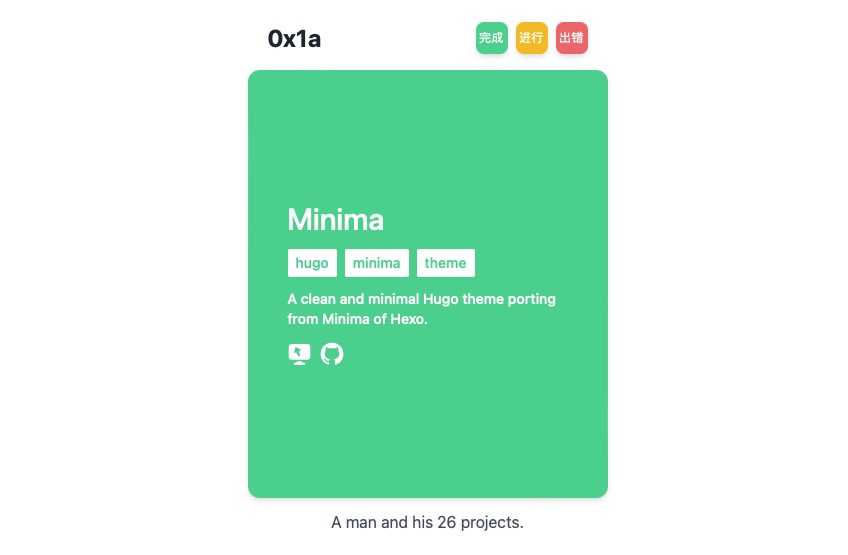 0x1a
完成 进行 出错
Minima
hugo minima theme
A clean and minimal Hugo theme porting
from Minima of Hexo.
A man and his 26 projects.